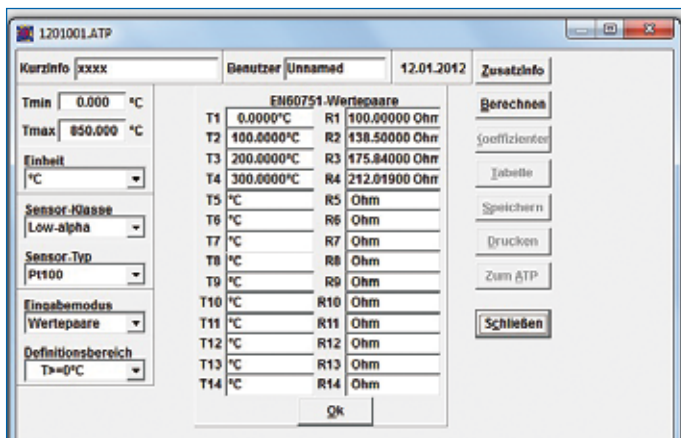 1201001.ATP
Kurzinfo xxxx Benutzer Unnamed 12.01.2012 Zusatzinfo
Tmin 0.000 °C
Tmax 850.000 °C
Einheit
°C
Sensor-Klasse
Low-alpha
Sensor-Typ
Pt100
Eingabemodus
Wertepaare
Definitionsbereich
T>=0°C
EN60751-Wertepaare
T1 0.0000°C R1 100.00000 Ohm
T2 100.0000°C R2 138.50000 Ohm
T3 200.0000°C R3 175.84000 Ohm
T4 300.0000°C R4 212.01900 Ohm
T5 °C R5 Ohm
T6 °C R6 Ohm
T7 °C R7 Ohm
T8 °C R8 Ohm
T9 °C R9 Ohm
T10 °C R10 Ohm
T11 °C R11 Ohm
T12 °C R12 Ohm
T13 °C R13 Ohm
T14 °C R14 Ohm
Ok
Berechnen
Koeffizienten
Tabelle
Speichern
Drucken
Zum ATP
Schließen